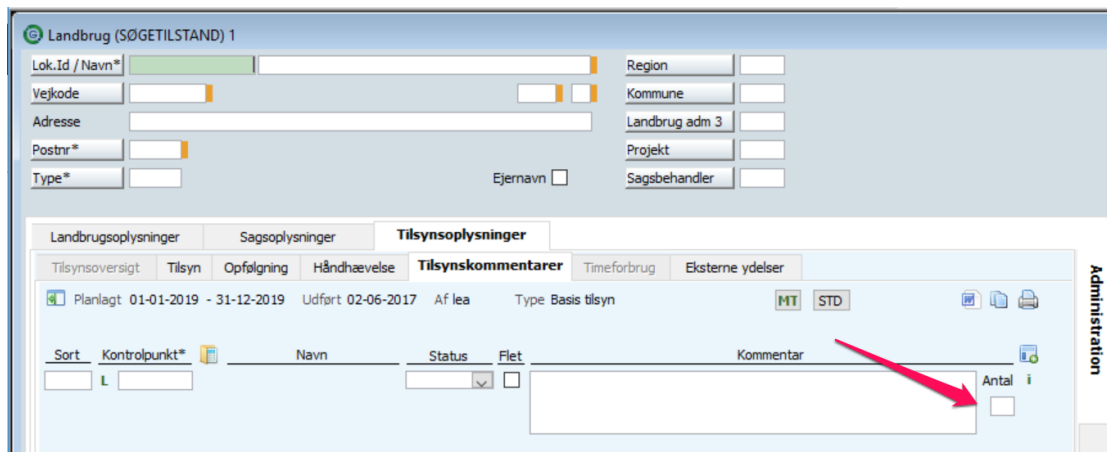 Landbrug (SØGETILSTAND) 1
Lok.Id / Navn* Region
Vejkode Kommune
Adresse Landbrug adm 3
Postnr* Projekt
Type* Ejernavn Sagsbehandler
Landbrugsoplysninger Sagsoplysninger Tilsynsoplysninger
Tilsynsoversigt Tilsyn Opfølgning Håndhævelse Tilsynskommentarer Timeforbrug Eksterne ydelser
Planlagt 01-01-2019 - 31-12-2019 Udført 02-06-2017 Af lea Type Basis tilsyn MT STD
Sort Kontrolpunkt* Navn Status Flet Kommentar
L Antal i
Administration